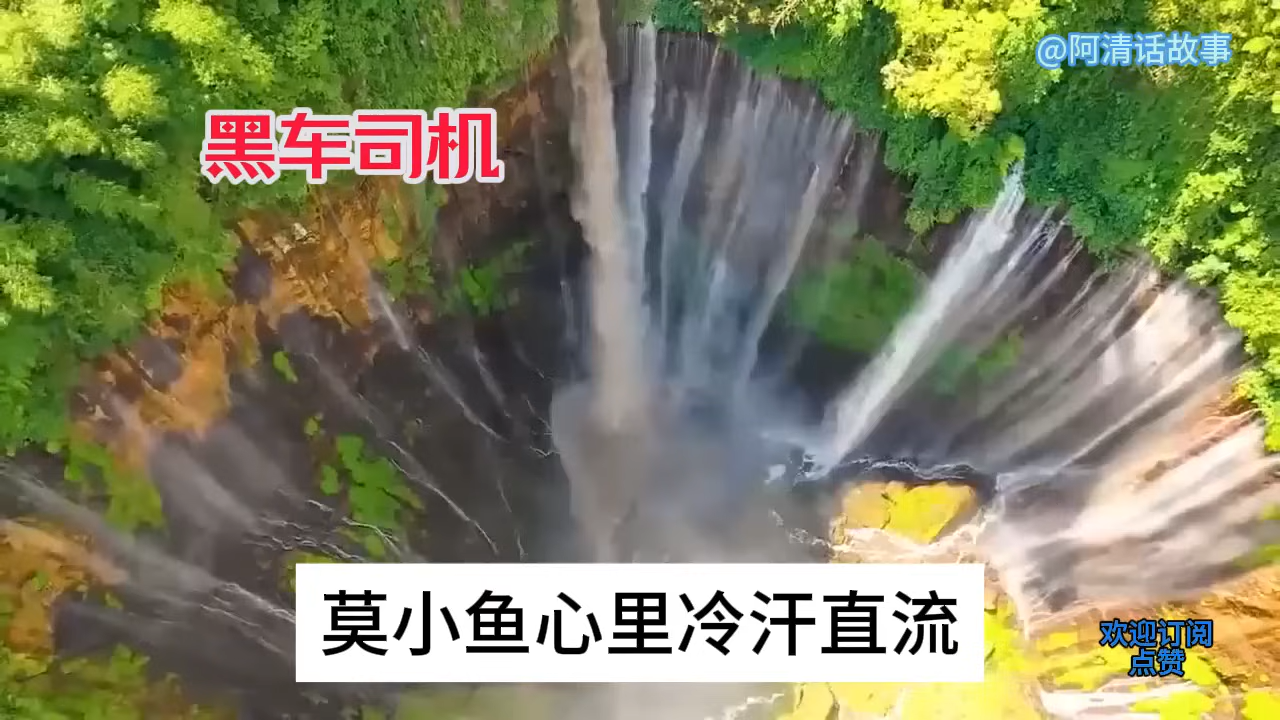 @阿清话故事
黑车司机
莫小鱼心里冷汗直流
欢迎订阅
点赞